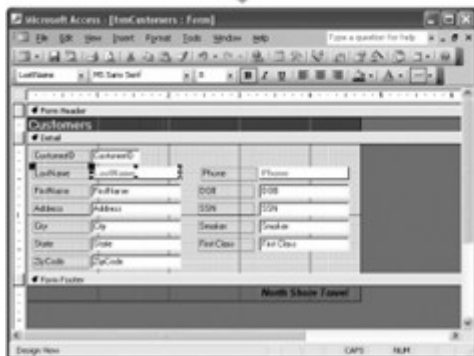 Microsoft Access - [frmCustomers : Form]
File Edit View Insert Format Tools Window Help Type a question for help
LastName MS Sans Serif 8 B I U
Form Header
Customers
Detail
CustomerID CustomerID
LastName LastName Phone Phone
FirstName FirstName DOB DOB
Address Address SSN SSN
City City Smoker Smoker
State State First Class First Class
ZipCode ZipCode
Form Footer
North Shore Travel
Design View CAPS NUM